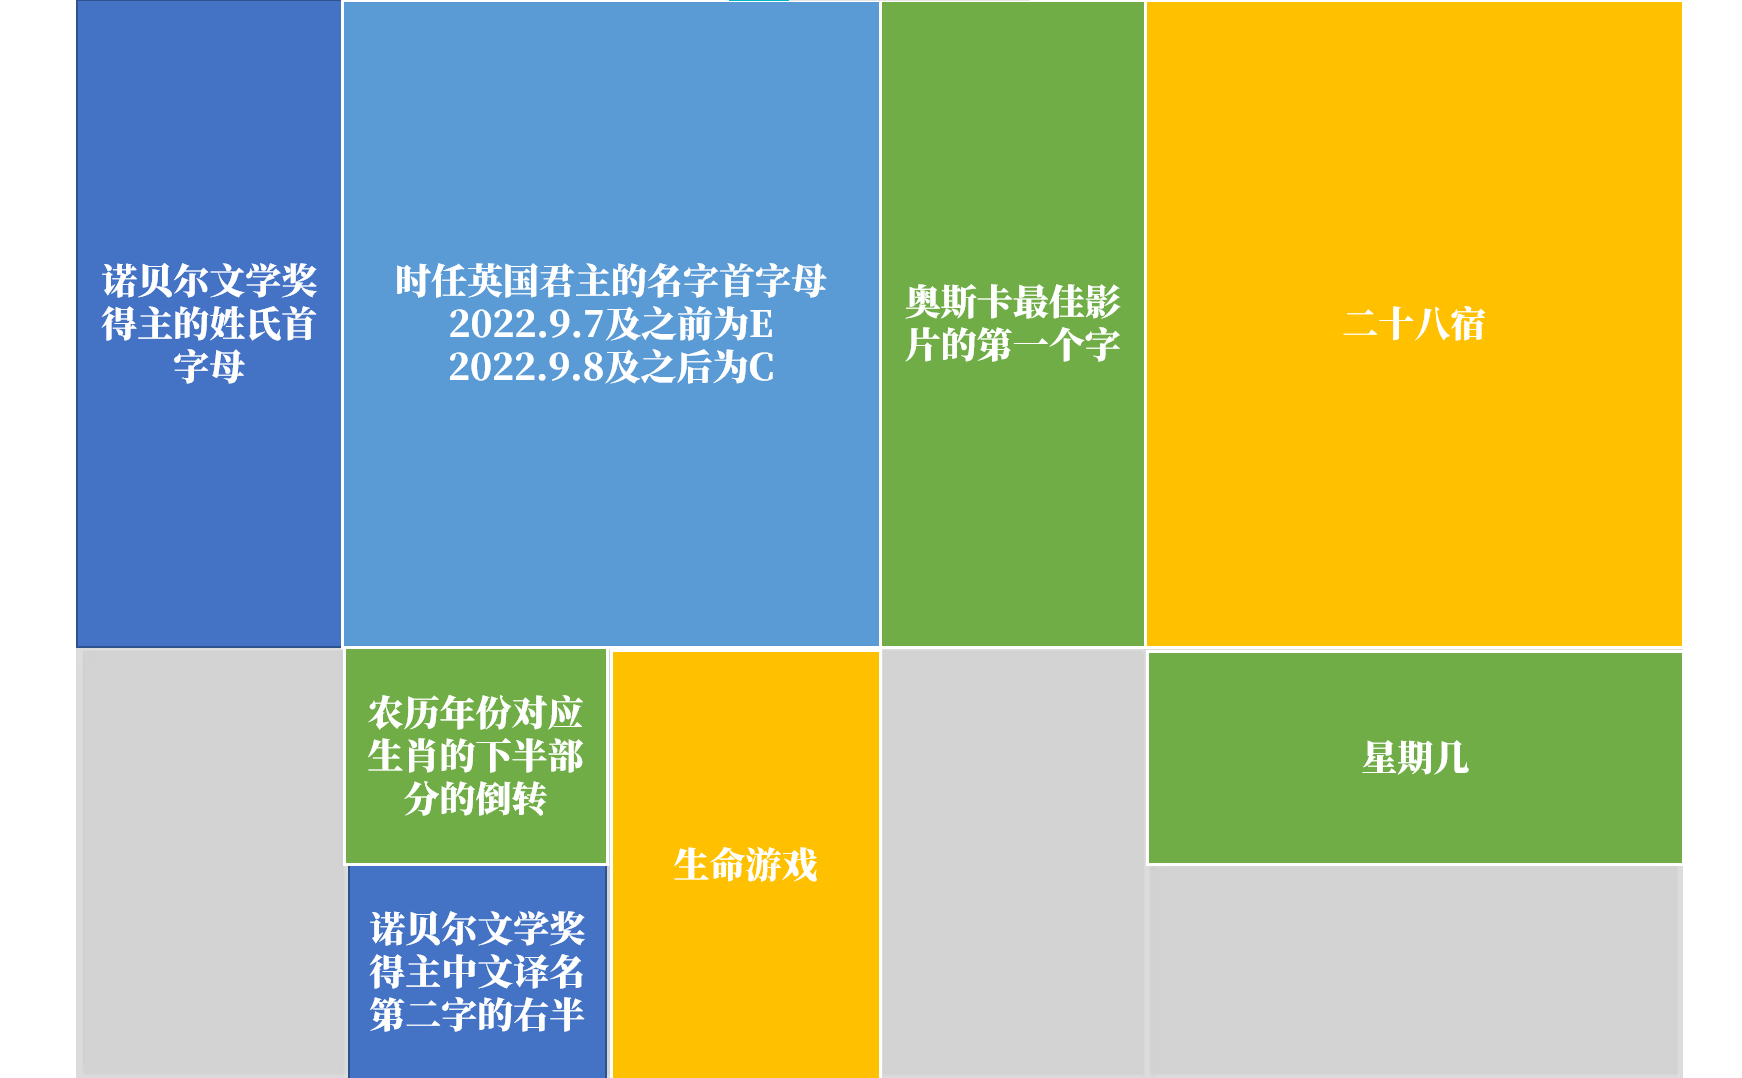 诺贝尔文学奖
得主的姓氏首
字母
时任英国君主的名字首字母
2022.9.7及之前为E
2022.9.8及之后为C
奥斯卡最佳影
片的第一个字
二十八宿
农历年份对应
生肖的下半部
分的倒转
生命游戏
星期几
诺贝尔文学奖
得主中文译名
第二字的右半